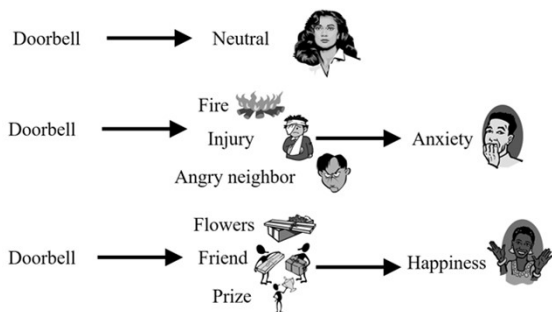 Doorbell Neutral
Fire
Doorbell Injury Anxiety
Angry neighbor
Flowers
Doorbell Friend Happiness
Prize